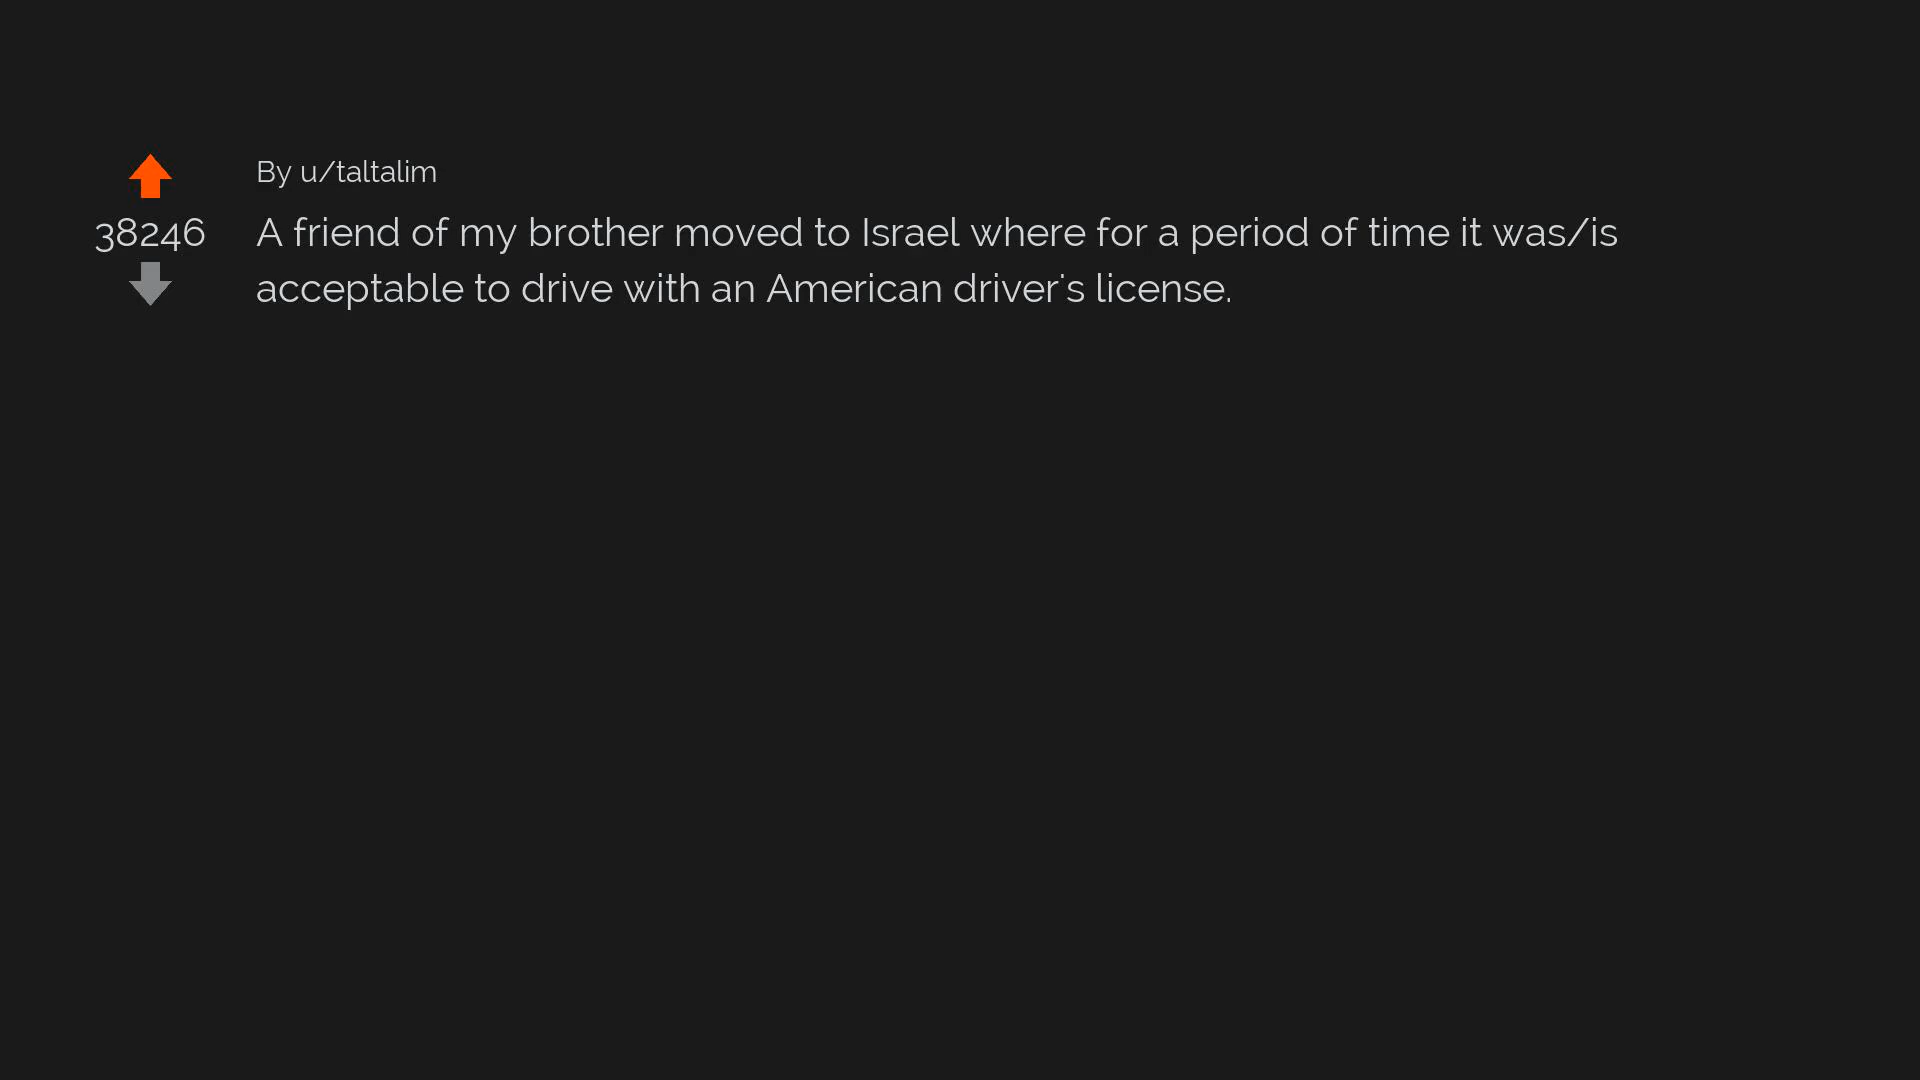 By u/taltalim
38246
A friend of my brother moved to Israel where for a period of time it was/is
acceptable to drive with an American driver's license.